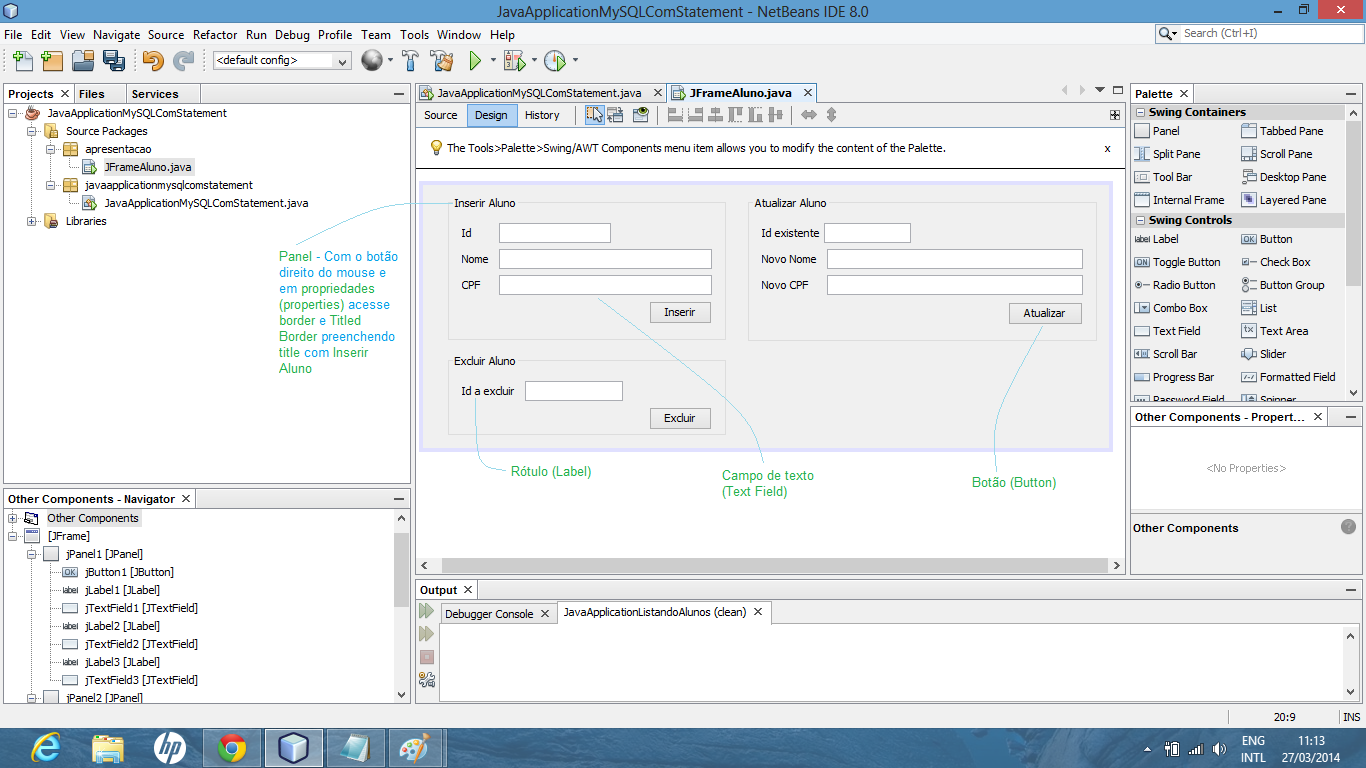 JavaApplicationMySQLComStatement - NetBeans IDE 8.0
File Edit View Navigate Source Refactor Run Debug Profile Team Tools Window Help
Search (Ctrl+I)
<default config>
Projects Files Services
JavaApplicationMySQLComStatement
Source Packages
apresentacao
JFrameAluno.java
javaapplicationmysqlcomstatement
JavaApplicationMySQLComStatement.java
Libraries
Panel - Com o botão
direito do mouse e
em propriedades
(properties) acesse
border e Titled
Border preenchendo
title com Inserir
Aluno
Other Components - Navigator
Other Components
[JFrame]
jPanel1 [JPanel]
OK jButton1 [JButton]
label jLabel1 [JLabel]
jTextField1 [JTextField]
label jLabel2 [JLabel]
jTextField2 [JTextField]
label jLabel3 [JLabel]
jTextField3 [JTextField]
jPanel2 [JPanel]
JavaApplicationMySQLComStatement.java JFrameAluno.java
Source Design History
The Tools>Palette>Swing/AWT Components menu item allows you to modify the content of the Palette. x
Inserir Aluno
Id
Nome
CPF
Inserir
Atualizar Aluno
Id existente
Novo Nome
Novo CPF
Atualizar
Excluir Aluno
Id a excluir
Excluir
Rótulo (Label)
Campo de texto
(Text Field)
Botão (Button)
Output
Debugger Console JavaApplicationListandoAlunos (clean)
Palette
Swing Containers
Panel Tabbed Pane
Split Pane Scroll Pane
Tool Bar Desktop Pane
Internal Frame Layered Pane
Swing Controls
label Label OK Button
ON Toggle Button Check Box
Radio Button Button Group
Combo Box List
Text Field Text Area
Scroll Bar Slider
Progress Bar Formatted Field
Password Field Spinner
Other Components - Propert...
<No Properties>
Other Components
?
20:9 INS
ENG 11:13
INTL 27/03/2014